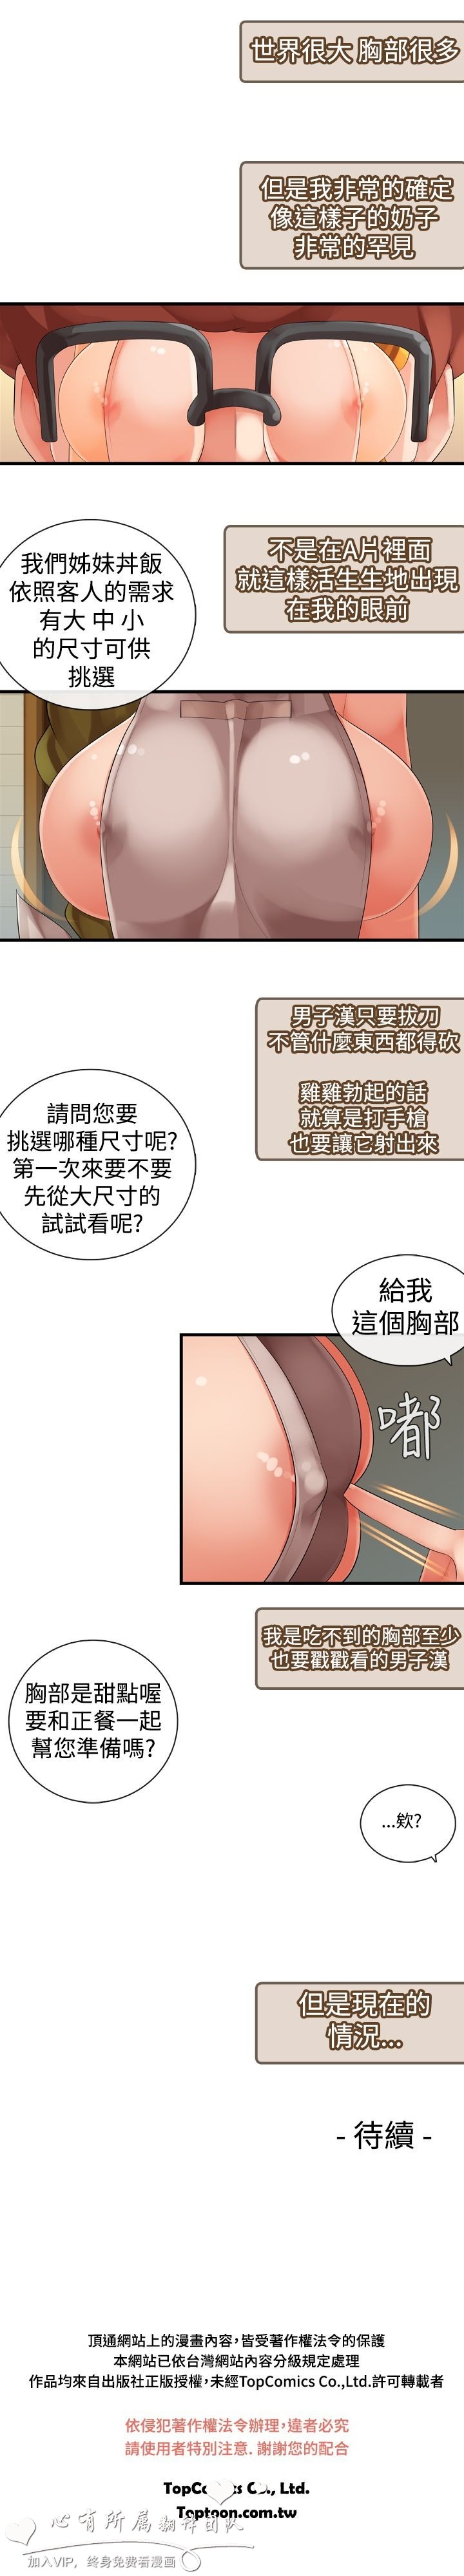 世界很大 胸部很多
但是我非常的確定
像這樣子的奶子
非常的罕見
不是在A片裡面
就這樣活生生地出現
在我的眼前
我們姊妹丼飯
依照客人的需求
有大 中 小
的尺寸可供
挑選
男子漢只要拔刀
不管什麼東西都得砍
雞雞勃起的話
就算是打手槍
也要讓它射出來
請問您要
挑選哪種尺寸呢?
第一次來要不要
先從大尺寸的
試試看呢?
給我
這個胸部
嘟
我是吃不到的胸部至少
也要戳戳看的男子漢
胸部是甜點喔
要和正餐一起
幫您準備嗎?
...欸?
但是現在的
情況...
- 待續 -
頂通網站上的漫畫內容,皆受著作權法令的保護
本網站已依台灣網站內容分級規定處理
作品均來自出版社正版授權,未經TopComics Co.,Ltd.許可轉載者
依侵犯著作權法令辦理,違者必究
請使用者特別注意. 謝謝您的配合
TopComics Co., Ltd.
Toptoon.com.tw
心有所属翻译团队
加入VIP，终身免费看漫画